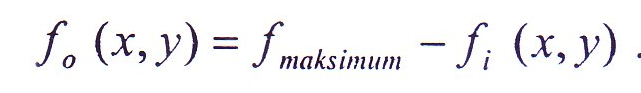 f_o (x, y) = f_maksimum − f_i (x, y) .